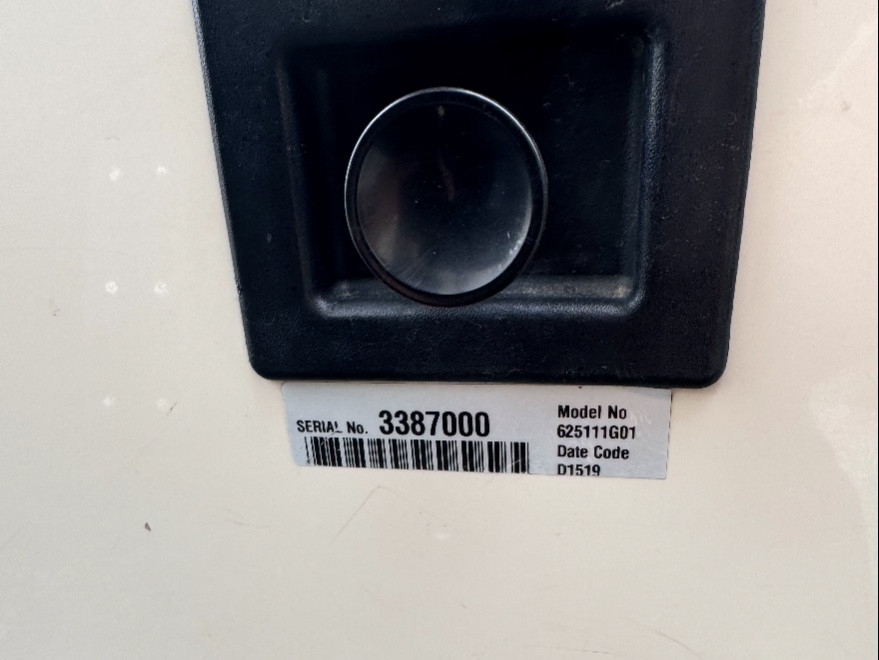 SERIAL No. 3387000
Model No
625111G01
Date Code
D1519